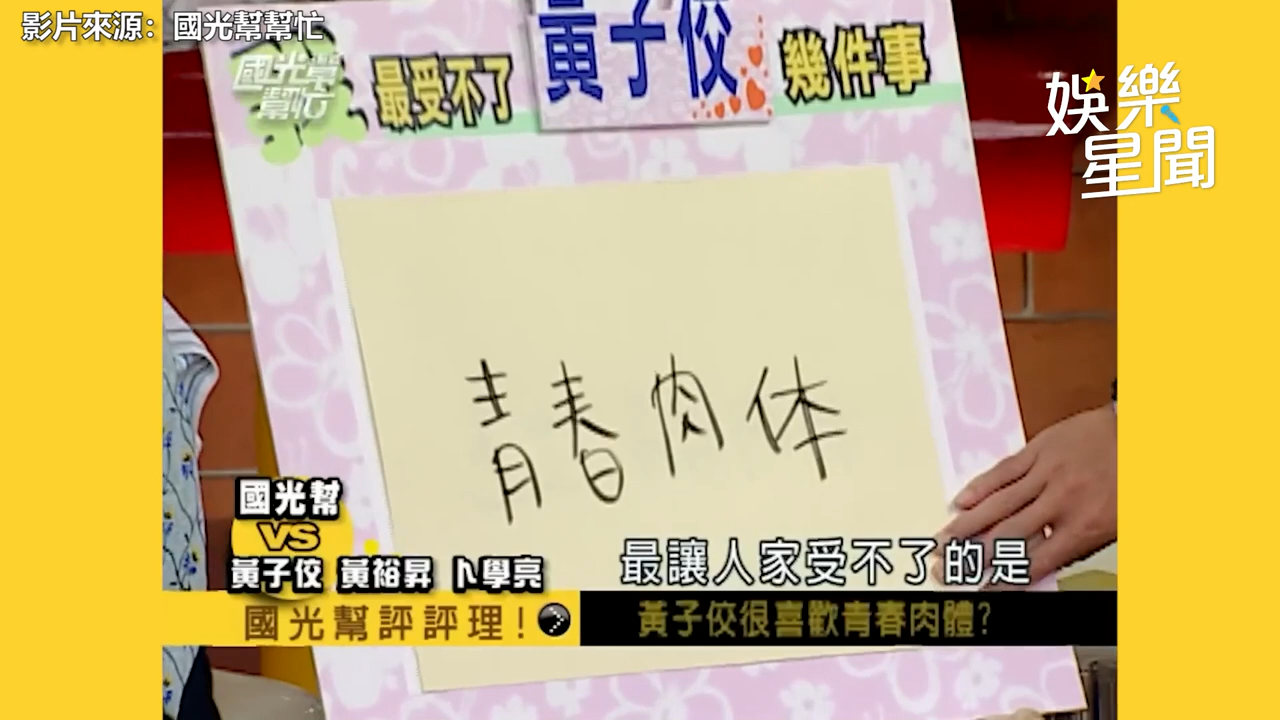 影片來源：國光幫幫忙
國光幫
幫忙
最受不了 黃子佼 幾件事
娛樂
星聞
青春肉体
國光幫
VS
黃子佼 黃裕昇 卜學亮
最讓人家受不了的是
國光幫評評理!
黃子佼很喜歡青春肉體?